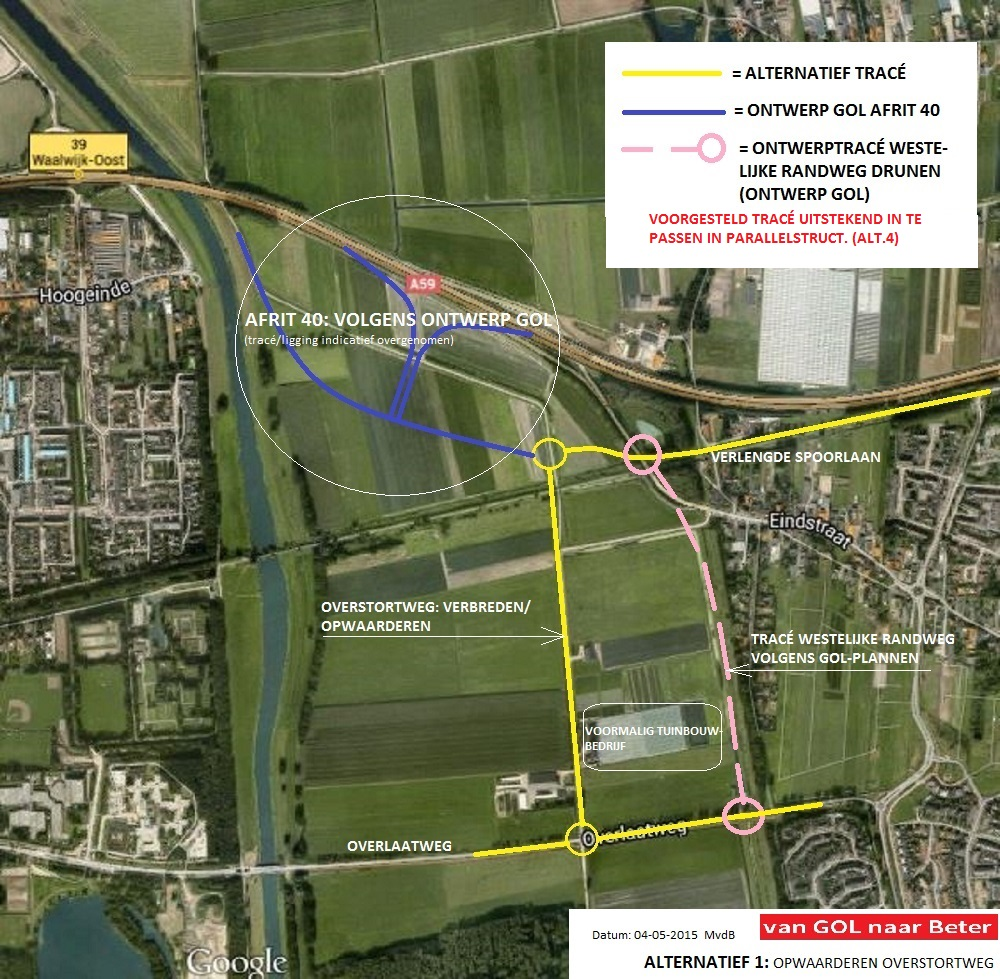 = ALTERNATIEF TRACÉ
= ONTWERP GOL AFRIT 40
= ONTWERPTRACÉ WESTE-
LIJKE RANDWEG DRUNEN
(ONTWERP GOL)
VOORGESTELD TRACÉ UITSTEKEND IN TE
PASSEN IN PARALLELSTRUCT. (ALT.4)
39
Waalwijk-Oost
Hoogeinde
A59
AFRIT 40: VOLGENS ONTWERP GOL
(tracé/ligging indicatief overgenomen)
VERLENGDE SPOORLAAN
Eindstraat
OVERSTORTWEG: VERBREDEN/
OPWAARDEREN
TRACÉ WESTELIJKE RANDWEG
VOLGENS GOL-PLANNEN
VOORMALIG TUINBOUW-
BEDRIJF
Overlaatweg
OVERLAATWEG
Google
Datum: 04-05-2015 MvdB
van GOL naar Beter
ALTERNATIEF 1: OPWAARDEREN OVERSTORTWEG